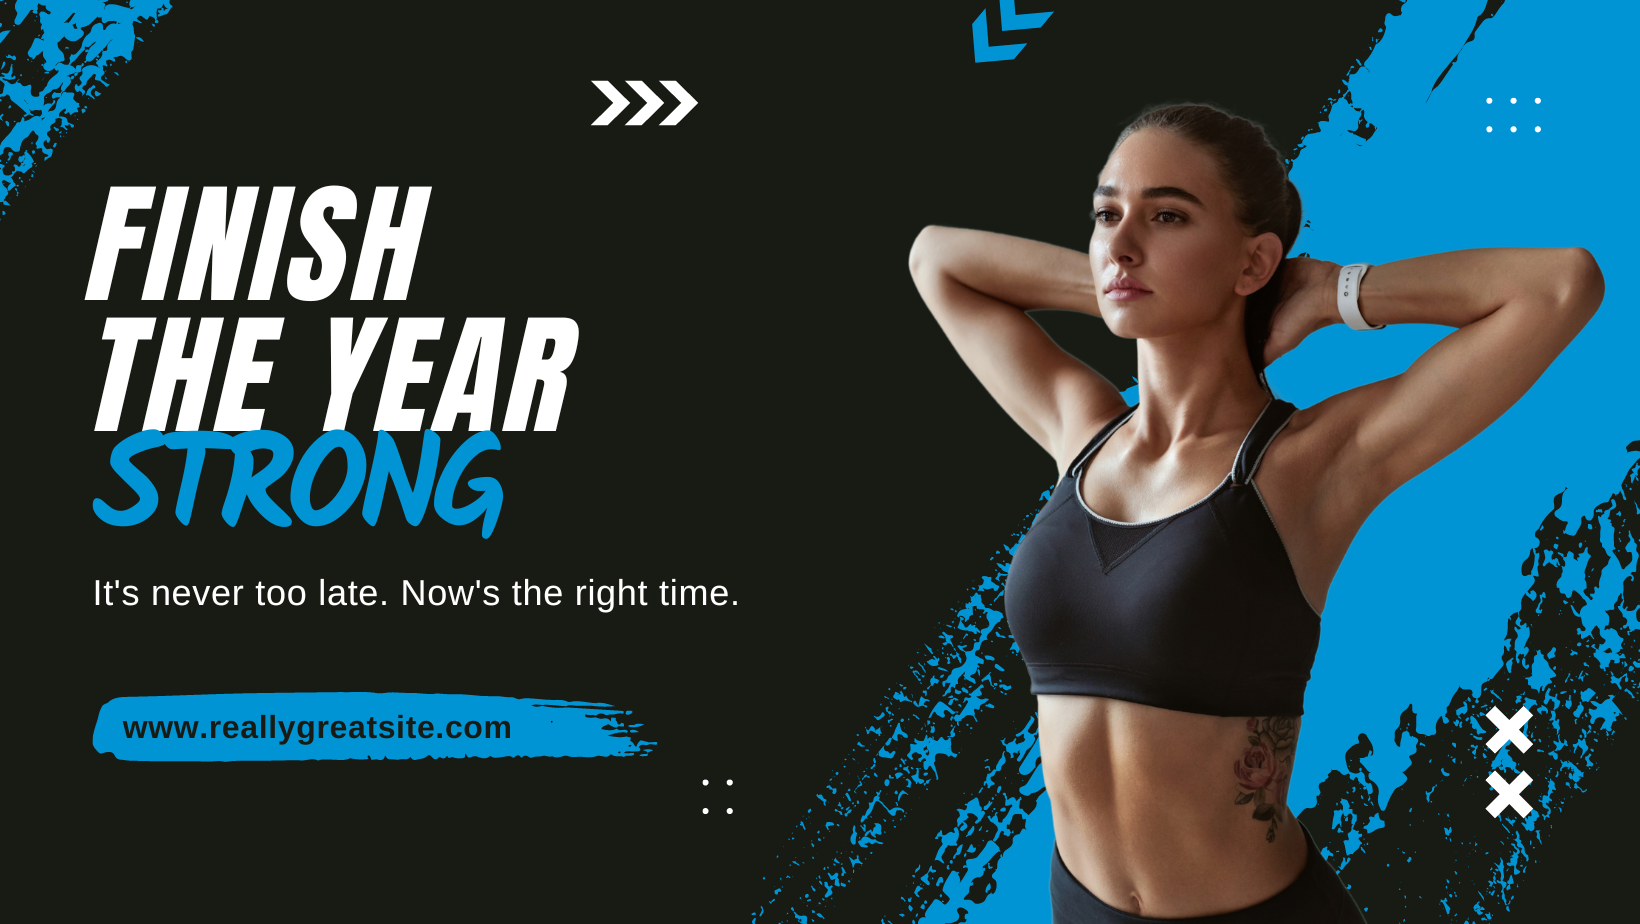 FINISH
THE YEAR
STRONG
It's never too late. Now's the right time.
www.reallygreatsite.com